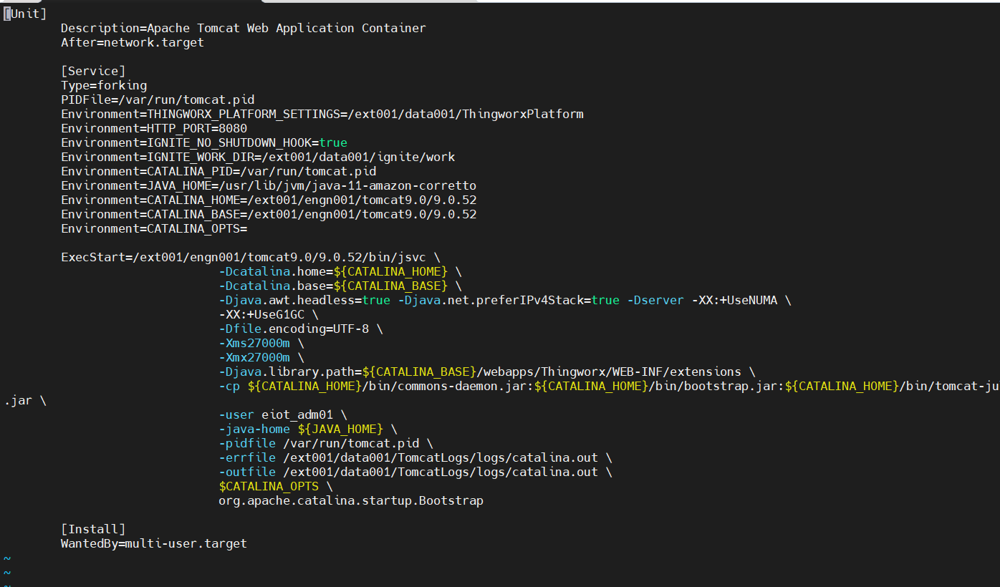 [Unit]
Description=Apache Tomcat Web Application Container
After=network.target
[Service]
Type=forking
PIDFile=/var/run/tomcat.pid
Environment=THINGWORX_PLATFORM_SETTINGS=/ext001/data001/ThingworxPlatform
Environment=HTTP_PORT=8080
Environment=IGNITE_NO_SHUTDOWN_HOOK=true
Environment=IGNITE_WORK_DIR=/ext001/data001/ignite/work
Environment=CATALINA_PID=/var/run/tomcat.pid
Environment=JAVA_HOME=/usr/lib/jvm/java-11-amazon-corretto
Environment=CATALINA_HOME=/ext001/engn001/tomcat9.0/9.0.52
Environment=CATALINA_BASE=/ext001/engn001/tomcat9.0/9.0.52
Environment=CATALINA_OPTS=
ExecStart=/ext001/engn001/tomcat9.0/9.0.52/bin/jsvc \
-Dcatalina.home=${CATALINA_HOME} \
-Dcatalina.base=${CATALINA_BASE} \
-Djava.awt.headless=true -Djava.net.preferIPv4Stack=true -Dserver -XX:+UseNUMA \
-XX:+UseG1GC \
-Dfile.encoding=UTF-8 \
-Xms27000m \
-Xmx27000m \
-Djava.library.path=${CATALINA_BASE}/webapps/Thingworx/WEB-INF/extensions \
-cp ${CATALINA_HOME}/bin/commons-daemon.jar:${CATALINA_HOME}/bin/bootstrap.jar:${CATALINA_HOME}/bin/tomcat-ju
.jar \
-user eiot_adm01 \
-java-home ${JAVA_HOME} \
-pidfile /var/run/tomcat.pid \
-errfile /ext001/data001/TomcatLogs/logs/catalina.out \
-outfile /ext001/data001/TomcatLogs/logs/catalina.out \
$CATALINA_OPTS \
org.apache.catalina.startup.Bootstrap
[Install]
WantedBy=multi-user.target
~
~
~